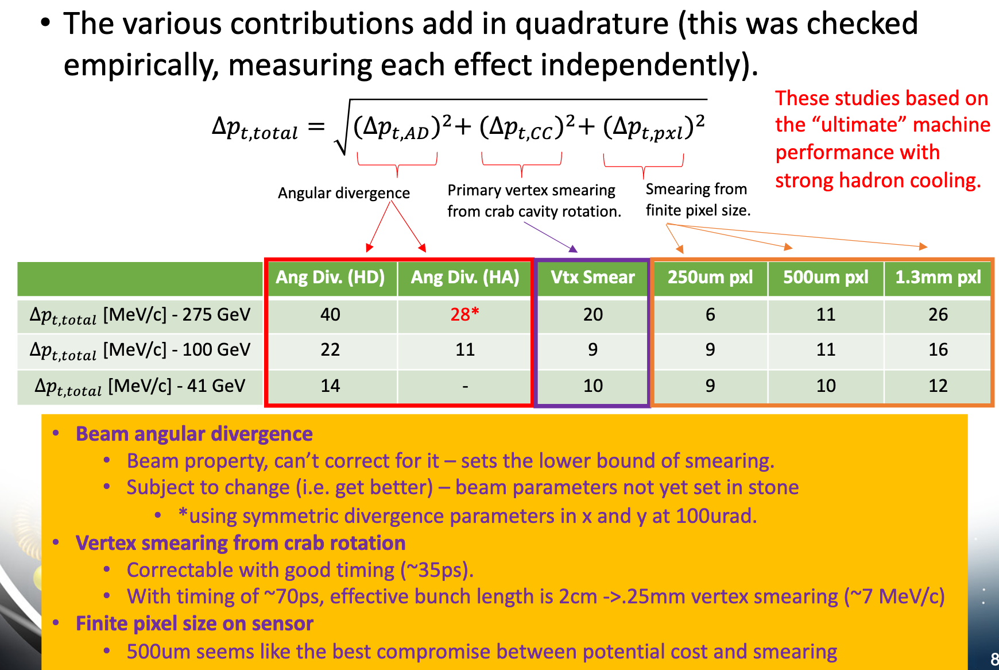 • The various contributions add in quadrature (this was checked
empirically, measuring each effect independently).
Δp_{t,total} = √((Δp_{t,AD})² + (Δp_{t,CC})² + (Δp_{t,pxl})²)
These studies based on
the “ultimate” machine
performance with
strong hadron cooling.
Angular divergence
Primary vertex smearing
from crab cavity rotation.
Smearing from
finite pixel size.
Ang Div. (HD) Ang Div. (HA) Vtx Smear 250um pxl 500um pxl 1.3mm pxl
Δp_{t,total} [MeV/c] - 275 GeV 40 28* 20 6 11 26
Δp_{t,total} [MeV/c] - 100 GeV 22 11 9 9 11 16
Δp_{t,total} [MeV/c] - 41 GeV 14 - 10 9 10 12
• Beam angular divergence
• Beam property, can’t correct for it – sets the lower bound of smearing.
• Subject to change (i.e. get better) – beam parameters not yet set in stone
• *using symmetric divergence parameters in x and y at 100urad.
• Vertex smearing from crab rotation
• Correctable with good timing (~35ps).
• With timing of ~70ps, effective bunch length is 2cm ->.25mm vertex smearing (~7 MeV/c)
• Finite pixel size on sensor
• 500um seems like the best compromise between potential cost and smearing
8